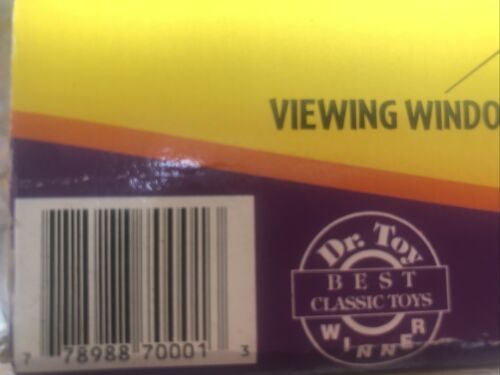 VIEWING WINDO
Dr. Toy
BEST
CLASSIC TOYS
WINNER
7 78988 70001 3